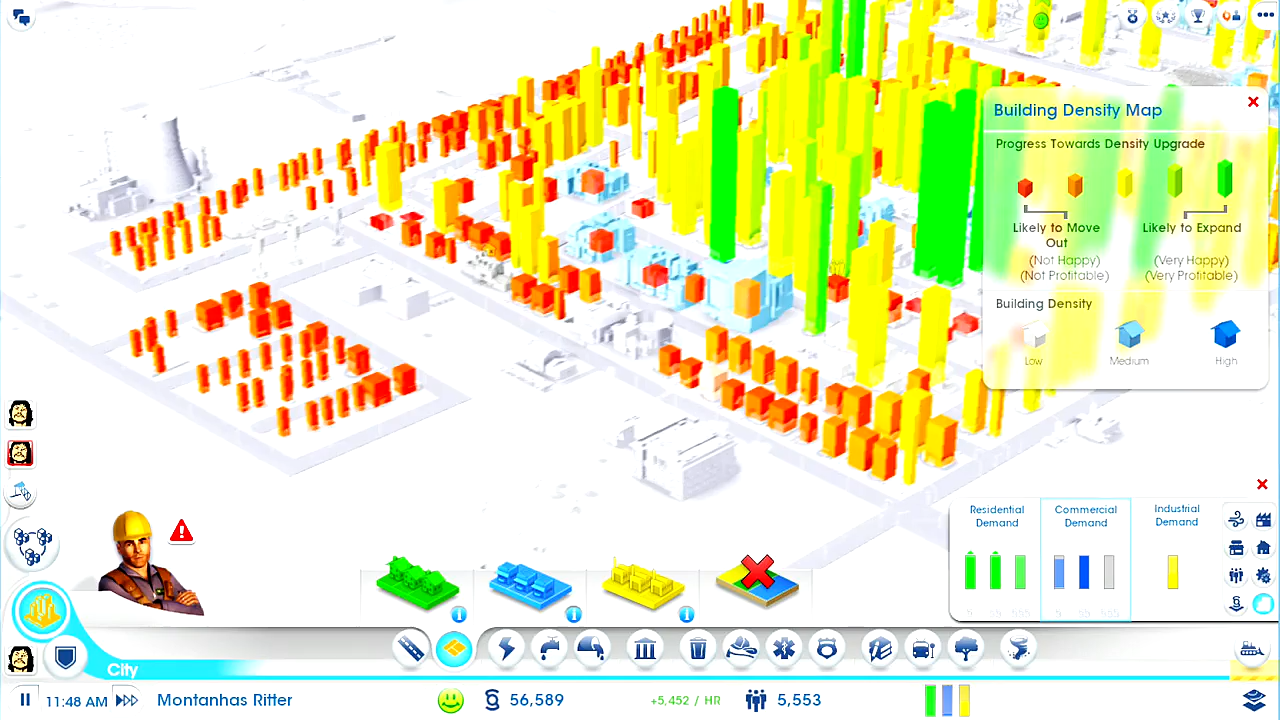 Building Density Map
Progress Towards Density Upgrade
Likely to Move
Out
(Not Happy)
(Not Profitable)
Likely to Expand
(Very Happy)
(Very Profitable)
Building Density
Low
Medium
High
Residential
Demand
Commercial
Demand
Industrial
Demand
§ §§ §§§
§ §§ §§§
City
11:48 AM
Montanhas Ritter
56,589
+5,452 / HR
5,553